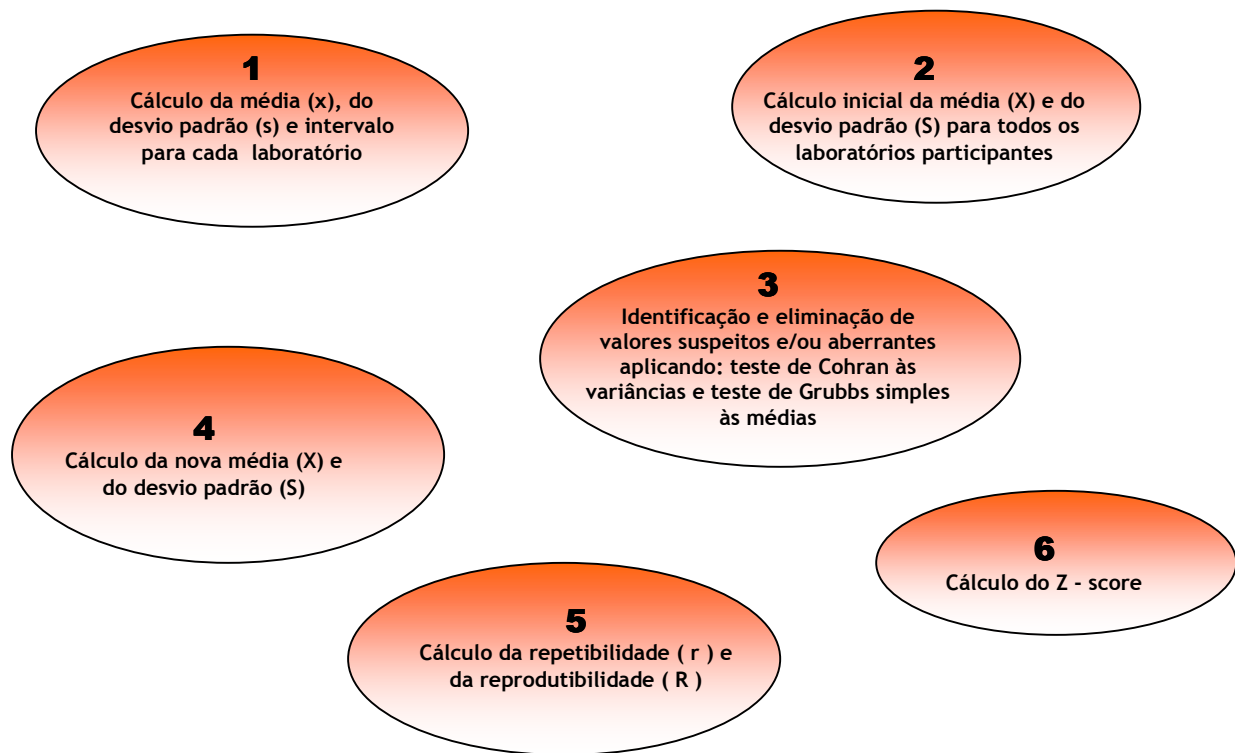 1
Cálculo da média (x), do
desvio padrão (s) e intervalo
para cada laboratório
2
Cálculo inicial da média (X) e do
desvio padrão (S) para todos os
laboratórios participantes
3
Identificação e eliminação de
valores suspeitos e/ou aberrantes
aplicando: teste de Cohran às
variâncias e teste de Grubbs simples
às médias
4
Cálculo da nova média (X) e
do desvio padrão (S)
5
Cálculo da repetibilidade ( r ) e
da reprodutibilidade ( R )
6
Cálculo do Z - score